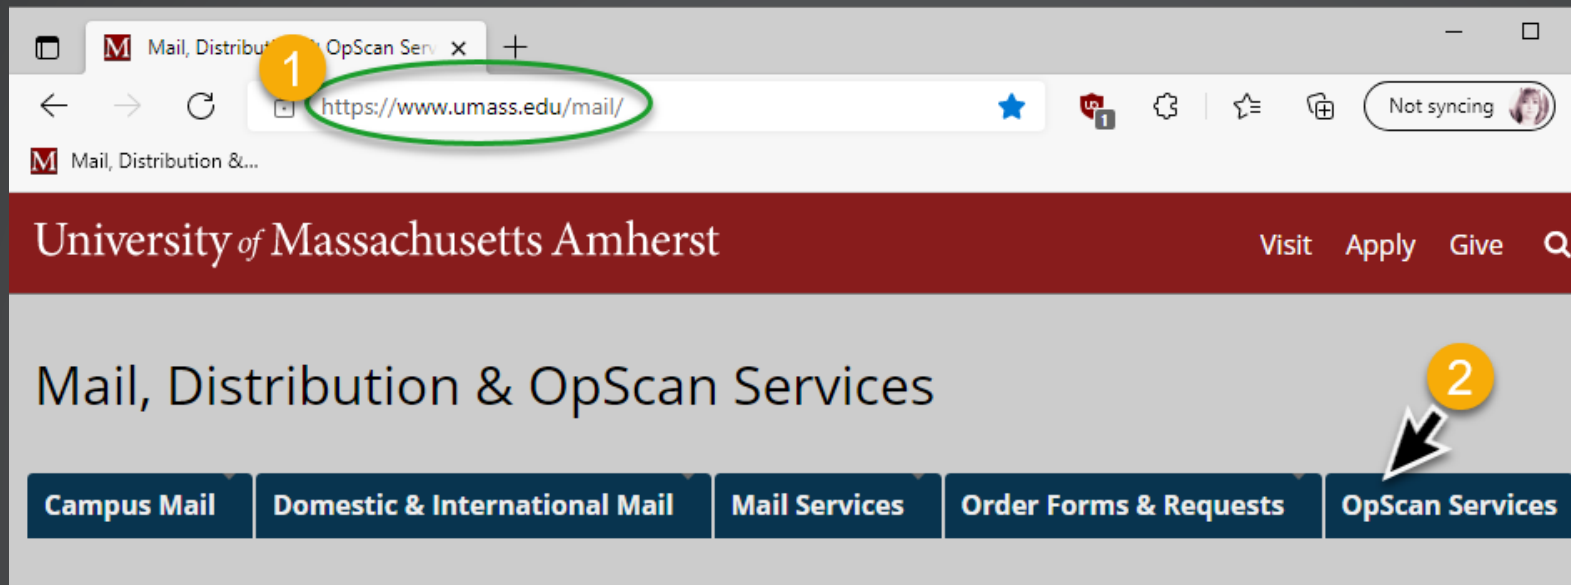 Mail, Distribu OpScan Serv
1
https://www.umass.edu/mail/
1
Not syncing
M Mail, Distribution &...
University of Massachusetts Amherst
Visit Apply Give
Mail, Distribution & OpScan Services
2
Campus Mail Domestic & International Mail Mail Services Order Forms & Requests OpScan Services